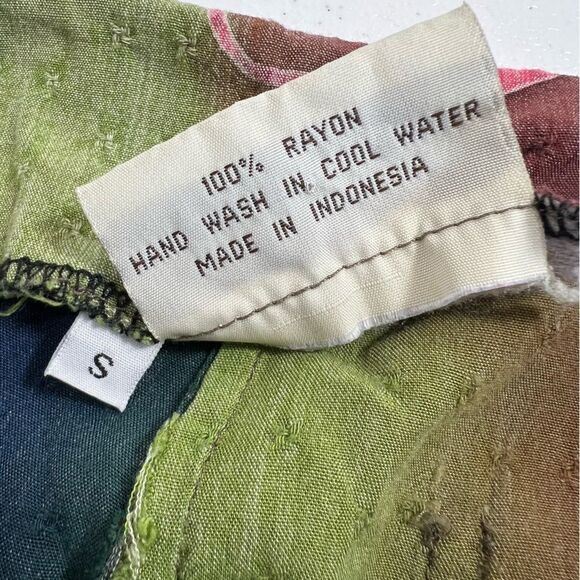 100% RAYON
HAND WASH IN COOL WATER
MADE IN INDONESIA
S